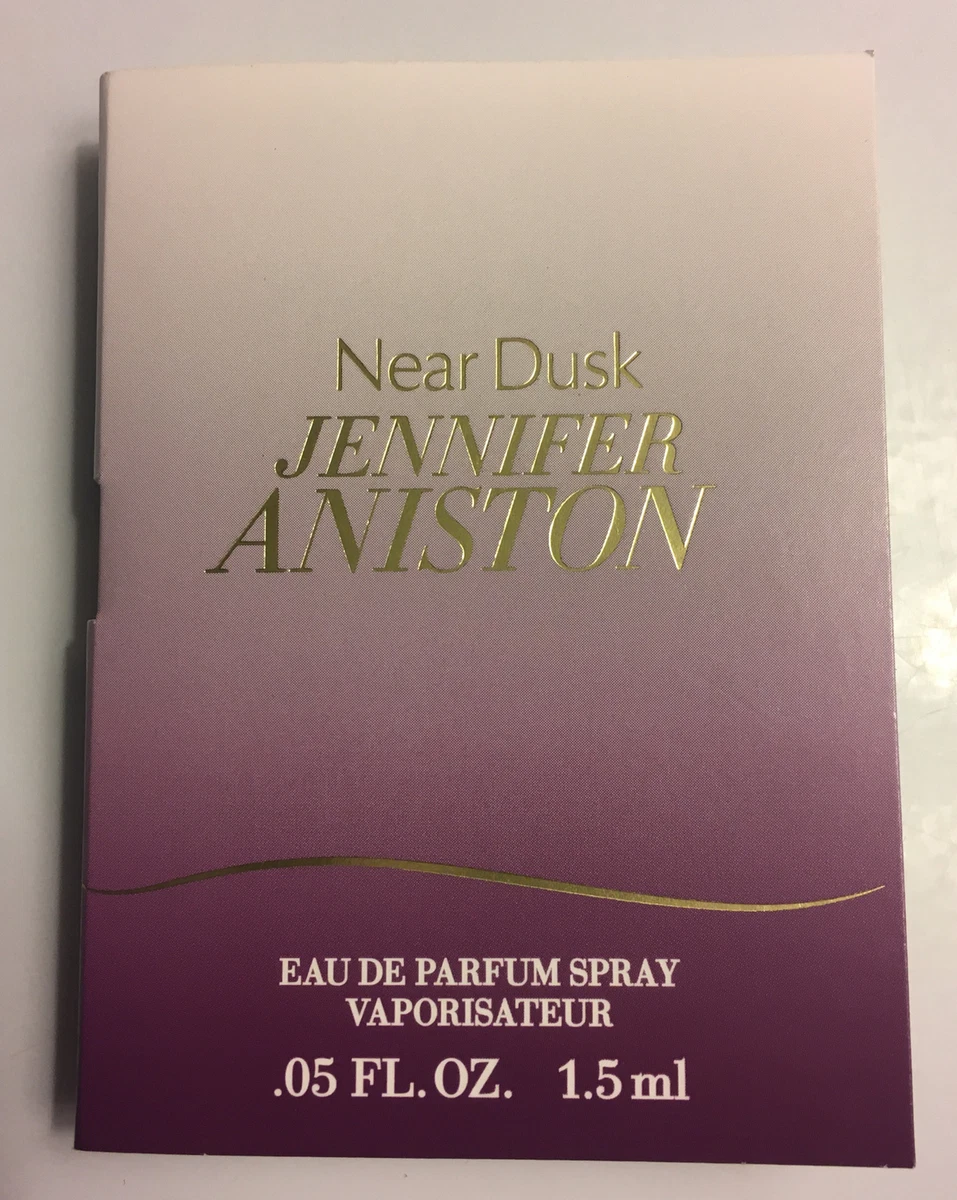 Near Dusk
JENNIFER
ANISTON
EAU DE PARFUM SPRAY
VAPORISATEUR
.05 FL. OZ. 1.5 ml